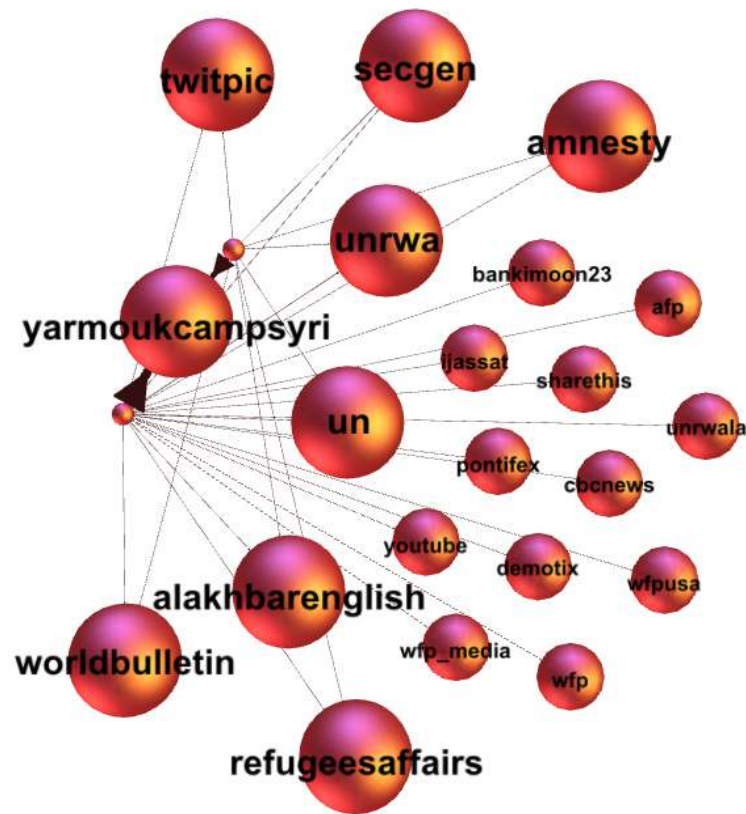 twitpic
secgen
amnesty
unrwa
bankimoon23
afp
yarmoukcampsyri
ijassat
sharethis
unrwala
un
pontifex
cbcnews
youtube
demotix
wfpusa
alakhbarenglish
wfp_media
worldbulletin
wfp
refugeesaffairs